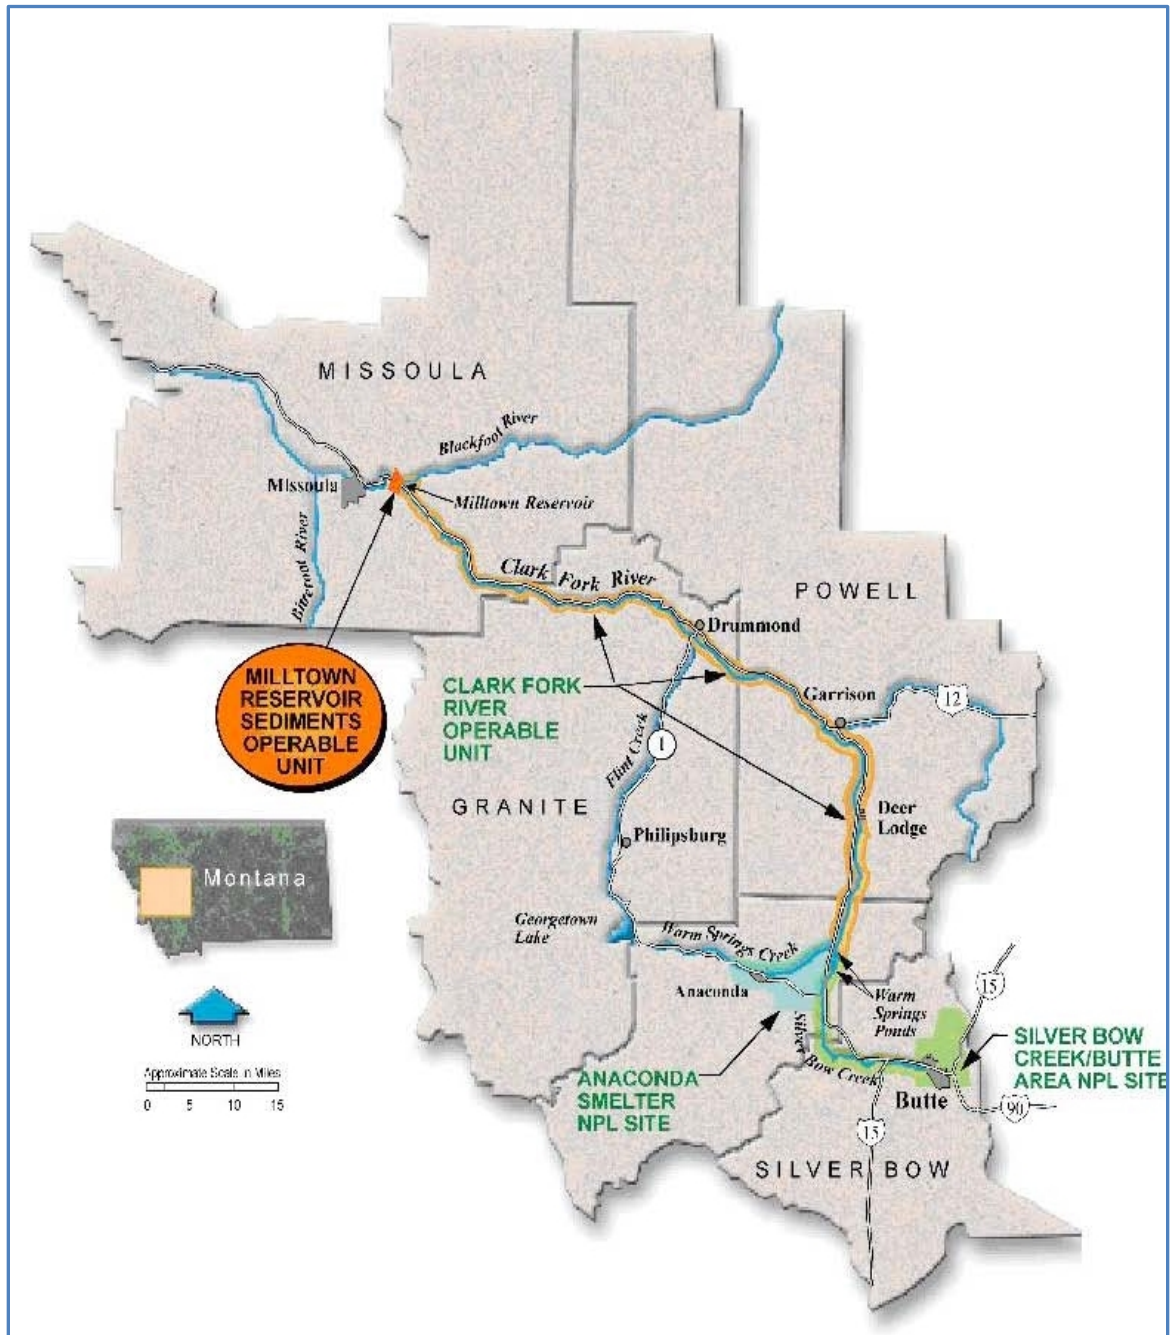 MISSOULA
Blackfoot River
Missoula
Milltown Reservoir
Bitterroot River
Clark Fork River
POWELL
Drummond
MILLTOWN
RESERVOIR
SEDIMENTS
OPERABLE
UNIT
CLARK FORK
RIVER
OPERABLE
UNIT
Garrison
12
Flint Creek
1
GRANITE
Deer
Lodge
Philipsburg
Montana
Georgetown
Lake
Warm Springs Creek
Anaconda
Warm
Springs
Ponds
15
NORTH
Silver Bow Creek
SILVER BOW
CREEK/BUTTE
AREA NPL SITE
Approximate Scale in Miles
0 5 10 15
ANACONDA
SMELTER
NPL SITE
Butte
90
15
SILVER BOW